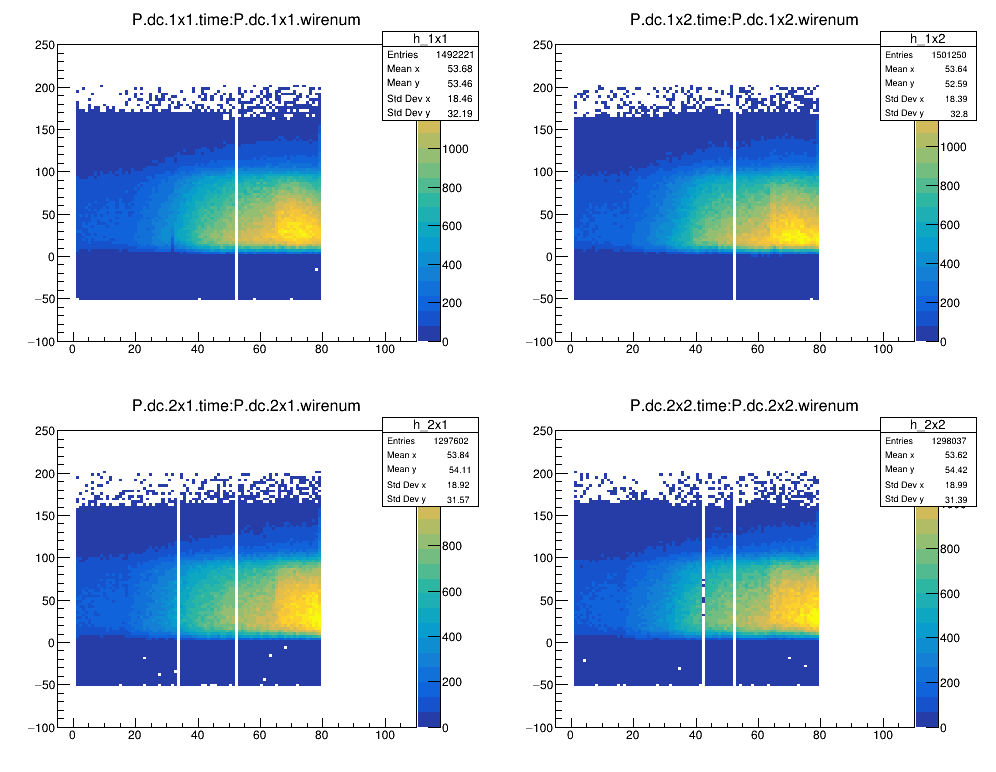 P.dc.1x1.time:P.dc.1x1.wirenum
h_1x1
Entries 1492221
Mean x 53.68
Mean y 53.46
Std Dev x 18.46
Std Dev y 32.19
250
200
150
100
50
0
−50
−100
0 20 40 60 80 100
1000
800
600
400
200
0
P.dc.1x2.time:P.dc.1x2.wirenum
h_1x2
Entries 1501250
Mean x 53.64
Mean y 52.59
Std Dev x 18.39
Std Dev y 32.8
250
200
150
100
50
0
−50
−100
0 20 40 60 80 100
1000
800
600
400
200
0
P.dc.2x1.time:P.dc.2x1.wirenum
h_2x1
Entries 1297602
Mean x 53.84
Mean y 54.11
Std Dev x 18.92
Std Dev y 31.57
250
200
150
100
50
0
−50
−100
0 20 40 60 80 100
800
600
400
200
0
P.dc.2x2.time:P.dc.2x2.wirenum
h_2x2
Entries 1298037
Mean x 53.62
Mean y 54.42
Std Dev x 18.99
Std Dev y 31.39
250
200
150
100
50
0
−50
−100
0 20 40 60 80 100
800
600
400
200
0